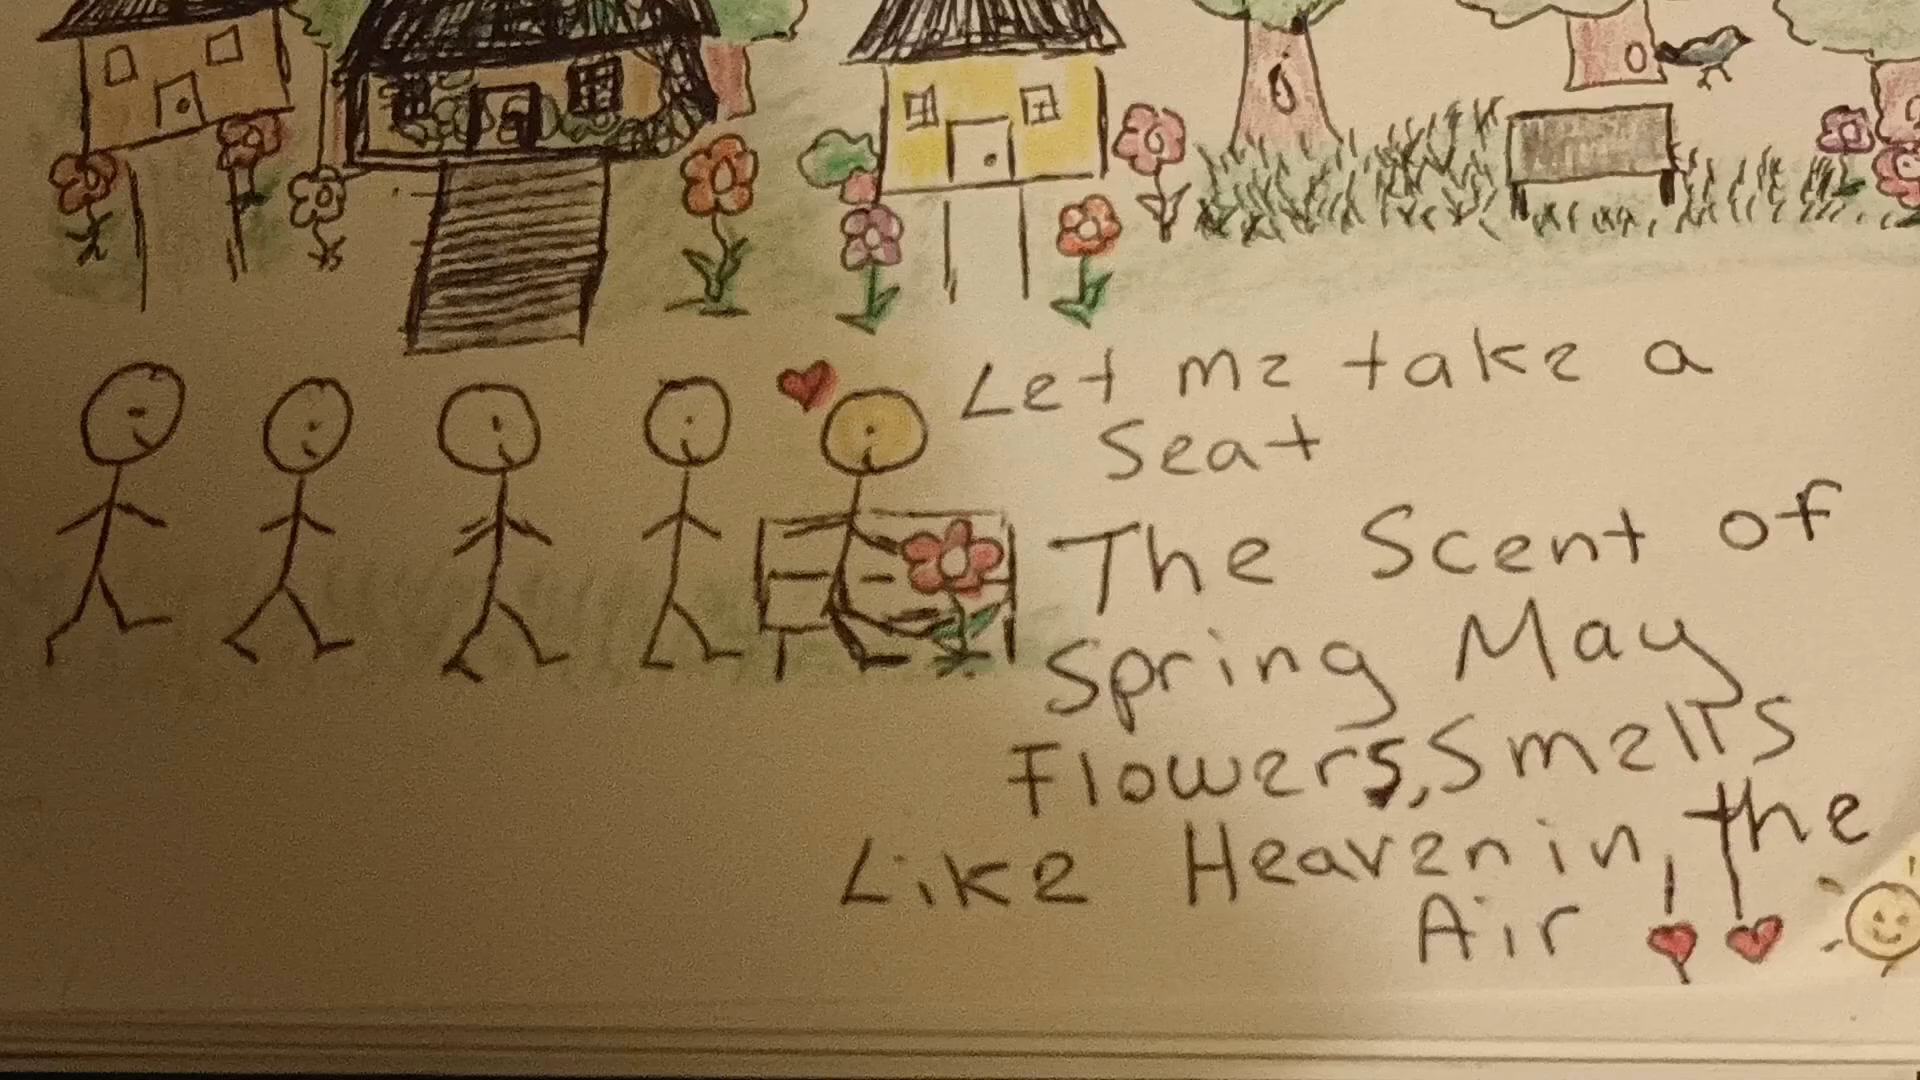 Let me take a
Seat
The Scent of
Spring May
Flowers, Smells
Like Heaven in the
Air !!